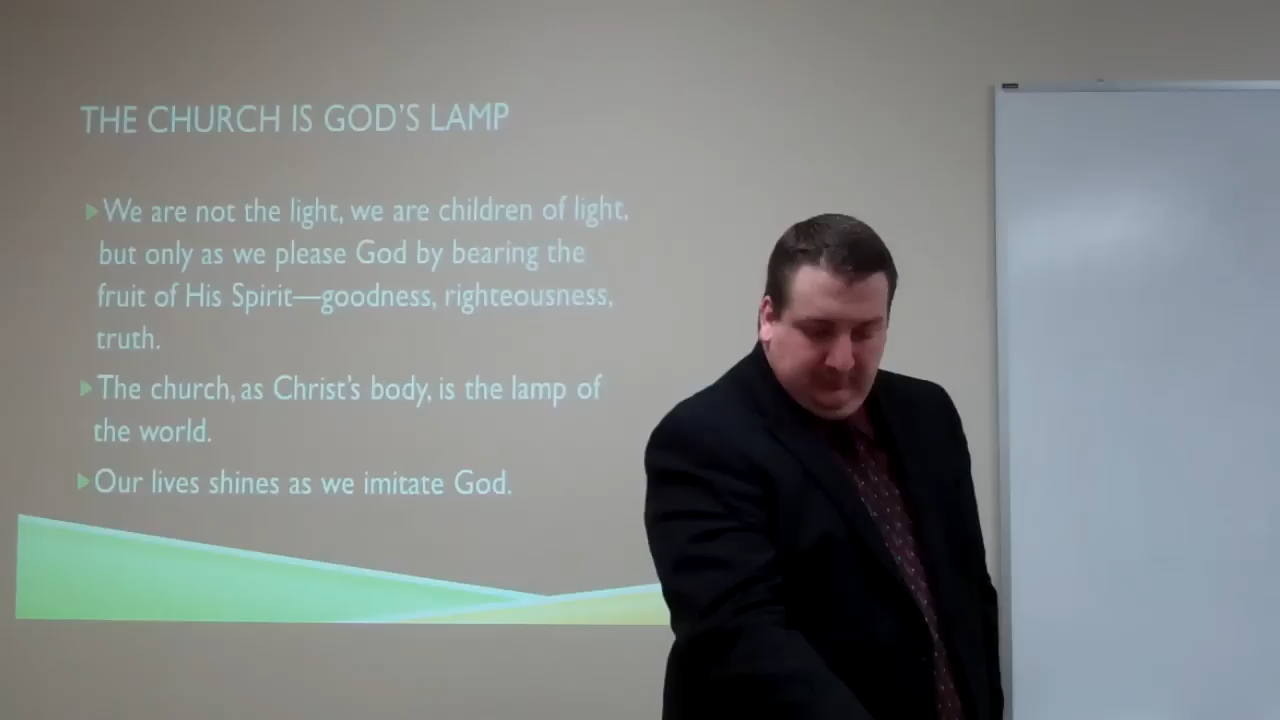 THE CHURCH IS GOD'S LAMP
We are not the light, we are children of light,
but only as we please God by bearing the
fruit of His Spirit—goodness, righteousness,
truth.
The church, as Christ's body, is the lamp of
the world.
Our lives shines as we imitate God.